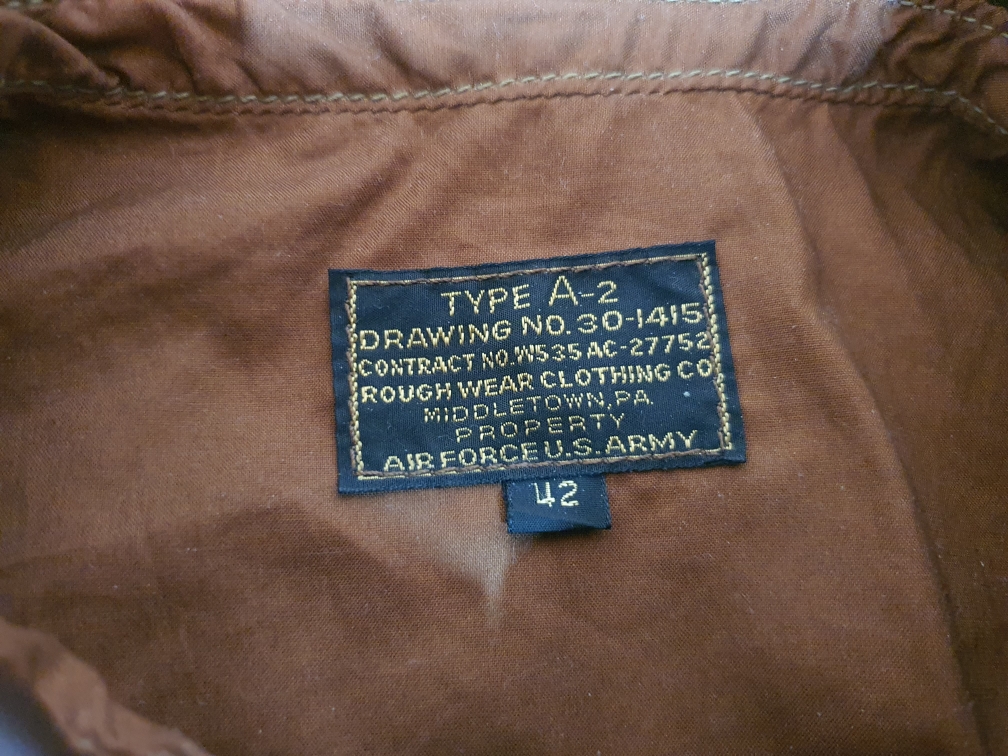 TYPE A-2
DRAWING NO. 30-1415
CONTRACT NO. W535 AC-27752
ROUGH WEAR CLOTHING CO
MIDDLETOWN, PA.
PROPERTY
AIR FORCE U.S. ARMY
42